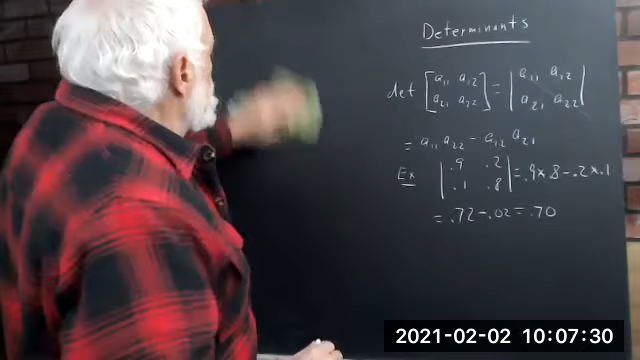 Determinants
det [a₁₁ a₁₂ a₂₁ a₂₂] = |a₁₁ a₁₂ a₂₁ a₂₂|
= a₁₁ a₂₂ - a₁₂ a₂₁
Ex |.9 .2 .1 .8| = .9×.8-.2×.1
= .72-.02=.70
2021-02-02 10:07:30